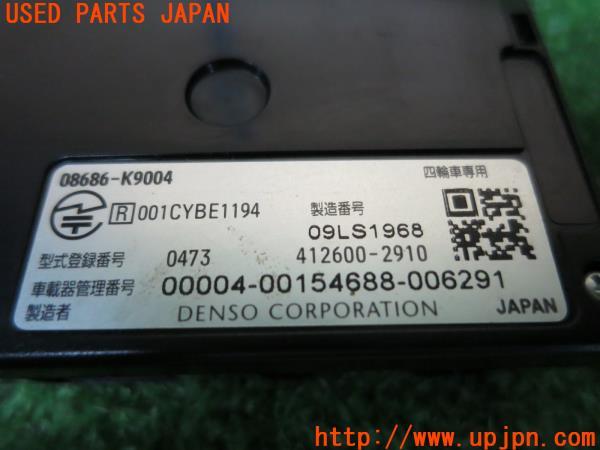 USED PARTS JAPAN
08686-K9004
四輪車専用
R 001CYBE1194
製造番号
09LS1968
型式登録番号 0473 412600-2910
車載器管理番号 00004-00154688-006291
製造者 DENSO CORPORATION JAPAN
www.upjpn.com